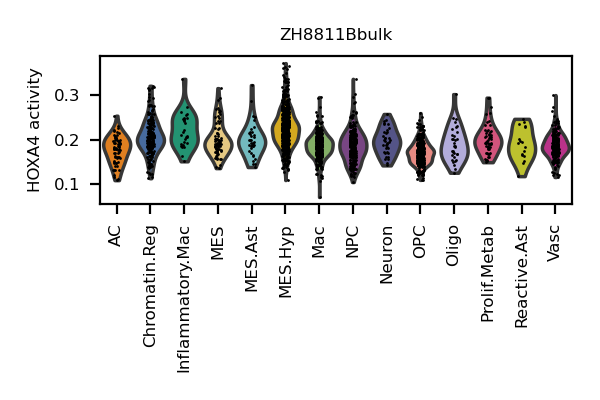 ZH8811Bbulk
HOXA4 activity
0.3
0.2
0.1
AC
Chromatin.Reg
Inflammatory.Mac
MES
MES.Ast
MES.Hyp
Mac
NPC
Neuron
OPC
Oligo
Prolif.Metab
Reactive.Ast
Vasc